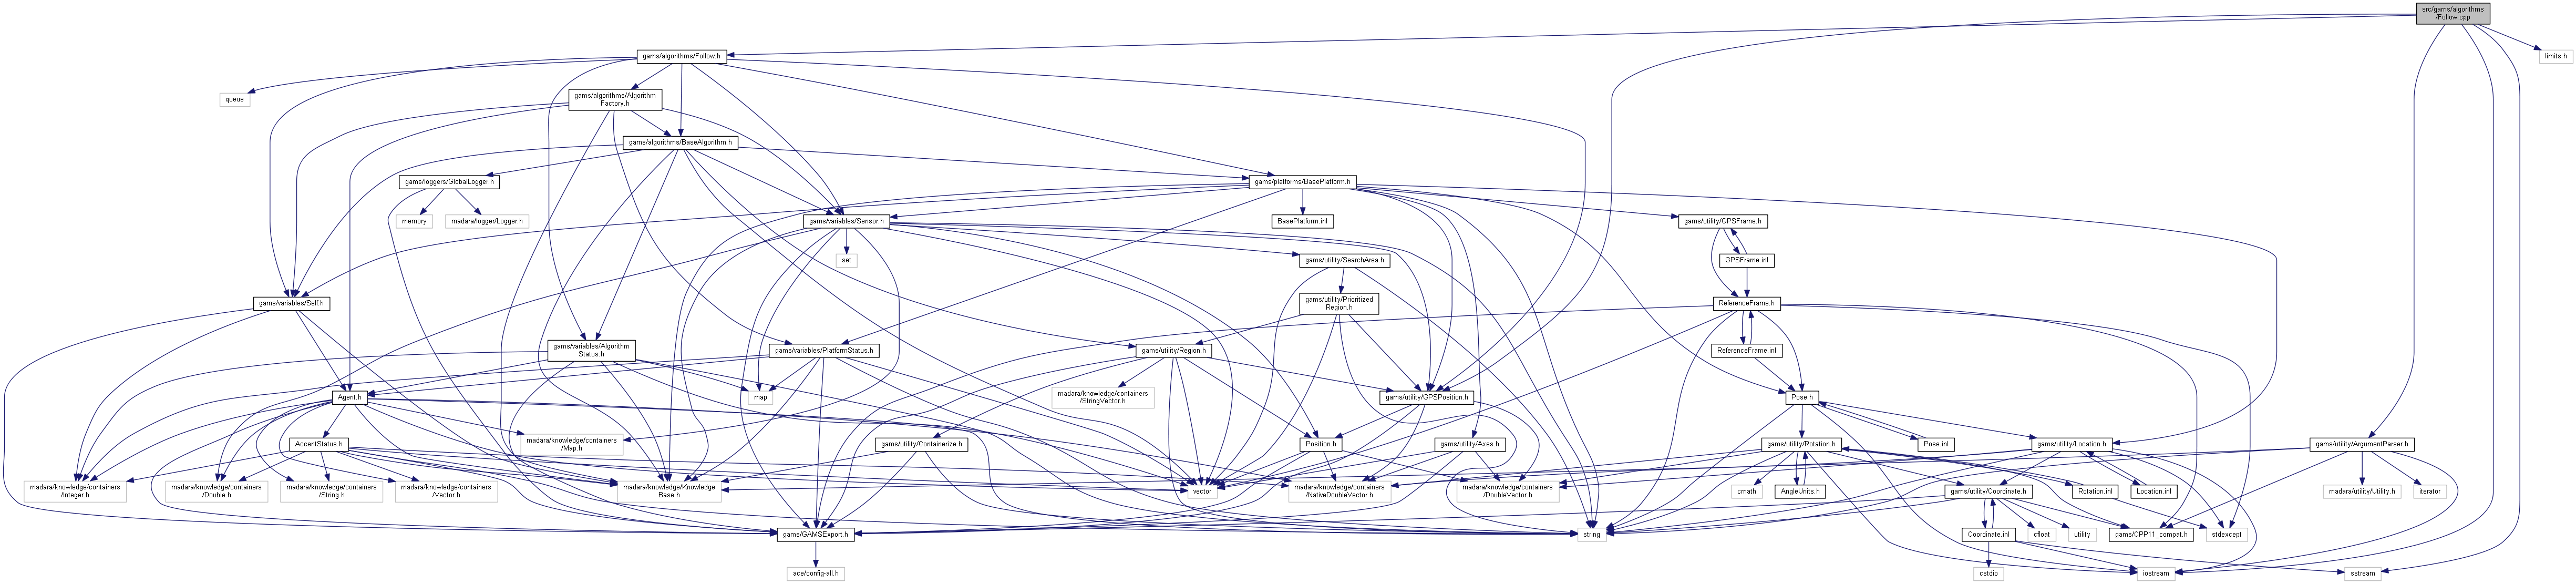 src/gams/algorithms
/Follow.cpp
gams/algorithms/Follow.h
limits.h
queue
gams/algorithms/Algorithm
Factory.h
gams/algorithms/BaseAlgorithm.h
gams/loggers/GlobalLogger.h
gams/platforms/BasePlatform.h
memory
madara/logger/Logger.h
gams/variables/Sensor.h
BasePlatform.inl
gams/utility/GPSFrame.h
set
gams/utility/SearchArea.h
GPSFrame.inl
gams/variables/Self.h
gams/utility/Prioritized
Region.h
ReferenceFrame.h
gams/variables/Algorithm
Status.h
gams/variables/PlatformStatus.h
gams/utility/Region.h
ReferenceFrame.inl
Agent.h
map
madara/knowledge/containers
/StringVector.h
gams/utility/GPSPosition.h
Pose.h
AccentStatus.h
madara/knowledge/containers
/Map.h
gams/utility/Containerize.h
Position.h
gams/utility/Axes.h
gams/utility/Rotation.h
Pose.inl
gams/utility/Location.h
gams/utility/ArgumentParser.h
madara/knowledge/containers
/Integer.h
madara/knowledge/containers
/Double.h
madara/knowledge/containers
/String.h
madara/knowledge/containers
/Vector.h
madara/knowledge/Knowledge
Base.h
vector
madara/knowledge/containers
/NativeDoubleVector.h
madara/knowledge/containers
/DoubleVector.h
cmath
AngleUnits.h
gams/utility/Coordinate.h
Rotation.inl
Location.inl
madara/utility/Utility.h
iterator
gams/GAMSExport.h
string
Coordinate.inl
cfloat
utility
gams/CPP11_compat.h
stdexcept
ace/config-all.h
cstdio
iostream
sstream